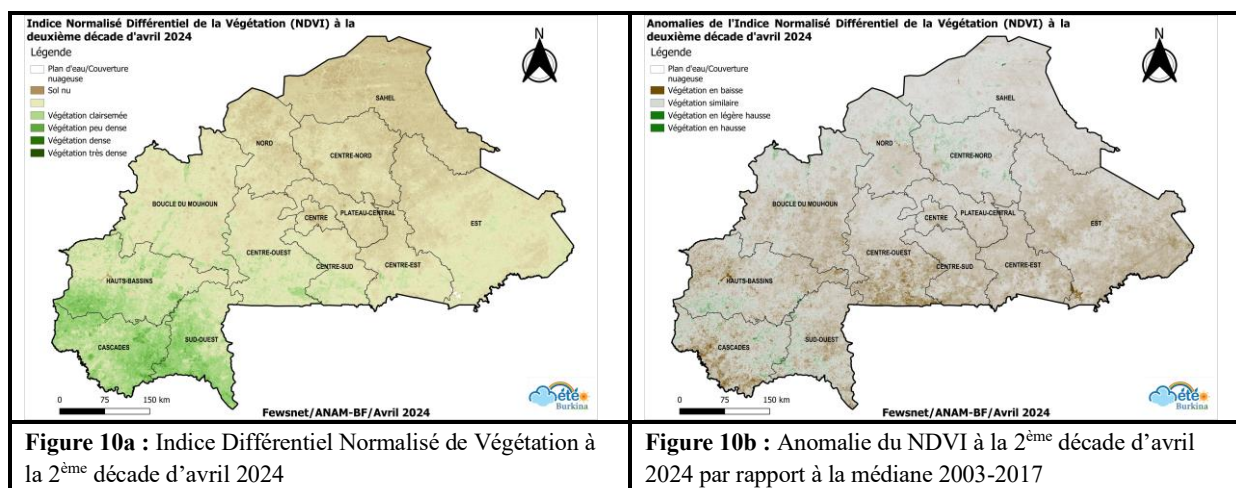 Indice Normalisé Différentiel de la Végétation (NDVI) à la
deuxième décade d'avril 2024
Légende
Plan d'eau/Couverture
nuageuse
Sol nu
Végétation clairsemée
Végétation peu dense
Végétation dense
Végétation très dense
N
SAHEL
NORD
CENTRE-NORD
BOUCLE DU MOUHOUN
CENTRE
PLATEAU-CENTRAL
EST
CENTRE-OUEST
CENTRE-SUD
CENTRE-EST
HAUTS-BASSINS
CASCADES
SUD-OUEST
0 75 150 km
Fewsnet/ANAM-BF/Avril 2024
Météo
Burkina
Anomalies de l'Indice Normalisé Différentiel de la Végétation (NDVI) à la
deuxième décade d'avril 2024
Légende
Plan d'eau/Couverture
nuageuse
Végétation en baisse
Végétation similaire
Végétation en légère hausse
Végétation en hausse
N
SAHEL
NORD
CENTRE-NORD
BOUCLE DU MOUHOUN
CENTRE
PLATEAU-CENTRAL
EST
CENTRE-OUEST
CENTRE-SUD
CENTRE-EST
HAUTS-BASSINS
CASCADES
SUD-OUEST
0 75 150 km
Fewsnet/ANAM-BF/Avril 2024
Météo
Burkina
Figure 10a : Indice Différentiel Normalisé de Végétation à
la 2ème décade d'avril 2024
Figure 10b : Anomalie du NDVI à la 2ème décade d'avril
2024 par rapport à la médiane 2003-2017